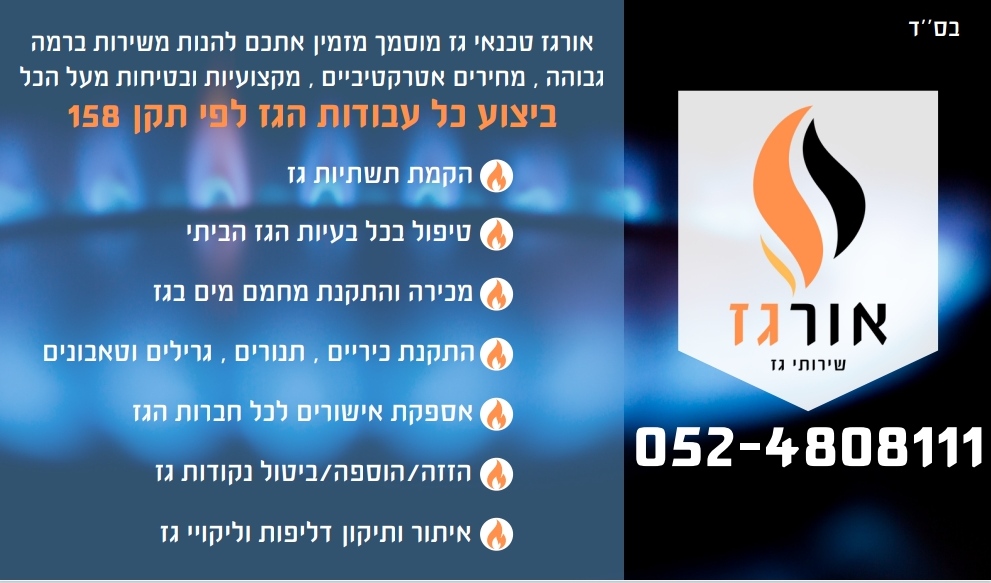 בס''ד
אורגז טכנאי גז מוסמך מזמין אתכם להנות משירות ברמה
גבוהה , מחירים אטרקטיביים , מקצועיות ובטיחות מעל הכל
ביצוע כל עבודות הגז לפי תקן 158
הקמת תשתיות גז
טיפול בכל בעיות הגז הביתי
מכירה והתקנת מחמם מים בגז
התקנת כיריים , תנורים , גרילים וטאבונים
אספקת אישורים לכל חברות הגז
הזזה/הוספה/ביטול נקודות גז
איתור ותיקון דליפות וליקויי גז
אורגז
שירותי גז
052-4808111